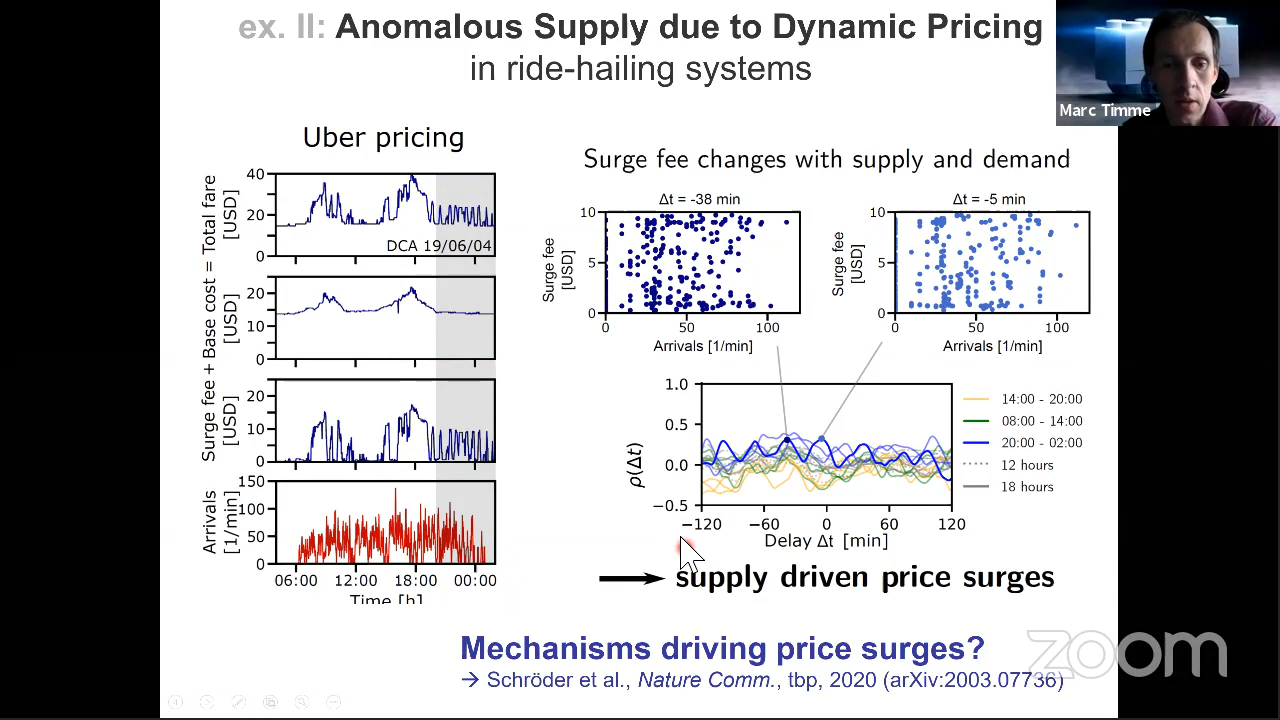 ex. II: Anomalous Supply due to Dynamic Pricing
in ride-hailing systems
Marc Timme
Uber pricing
Surge fee + Base cost = Total fare
[USD]
40
20
0
DCA 19/06/04
[USD]
20
10
0
[USD]
20
10
0
Arrivals
[1/min]
150
100
50
0
06:00 12:00 18:00 00:00
Time [h]
Surge fee changes with supply and demand
Δt = -38 min
Surge fee
[USD]
10
5
0
0 50 100
Arrivals [1/min]
Δt = -5 min
Surge fee
[USD]
10
5
0
0 50 100
Arrivals [1/min]
ρ(Δt)
1.0
0.5
0.0
−0.5
−120 −60 0 60 120
Delay Δt [min]
14:00 - 20:00
08:00 - 14:00
20:00 - 02:00
12 hours
18 hours
supply driven price surges
Mechanisms driving price surges?
→ Schröder et al., Nature Comm., tbp, 2020 (arXiv:2003.07736)
zoom